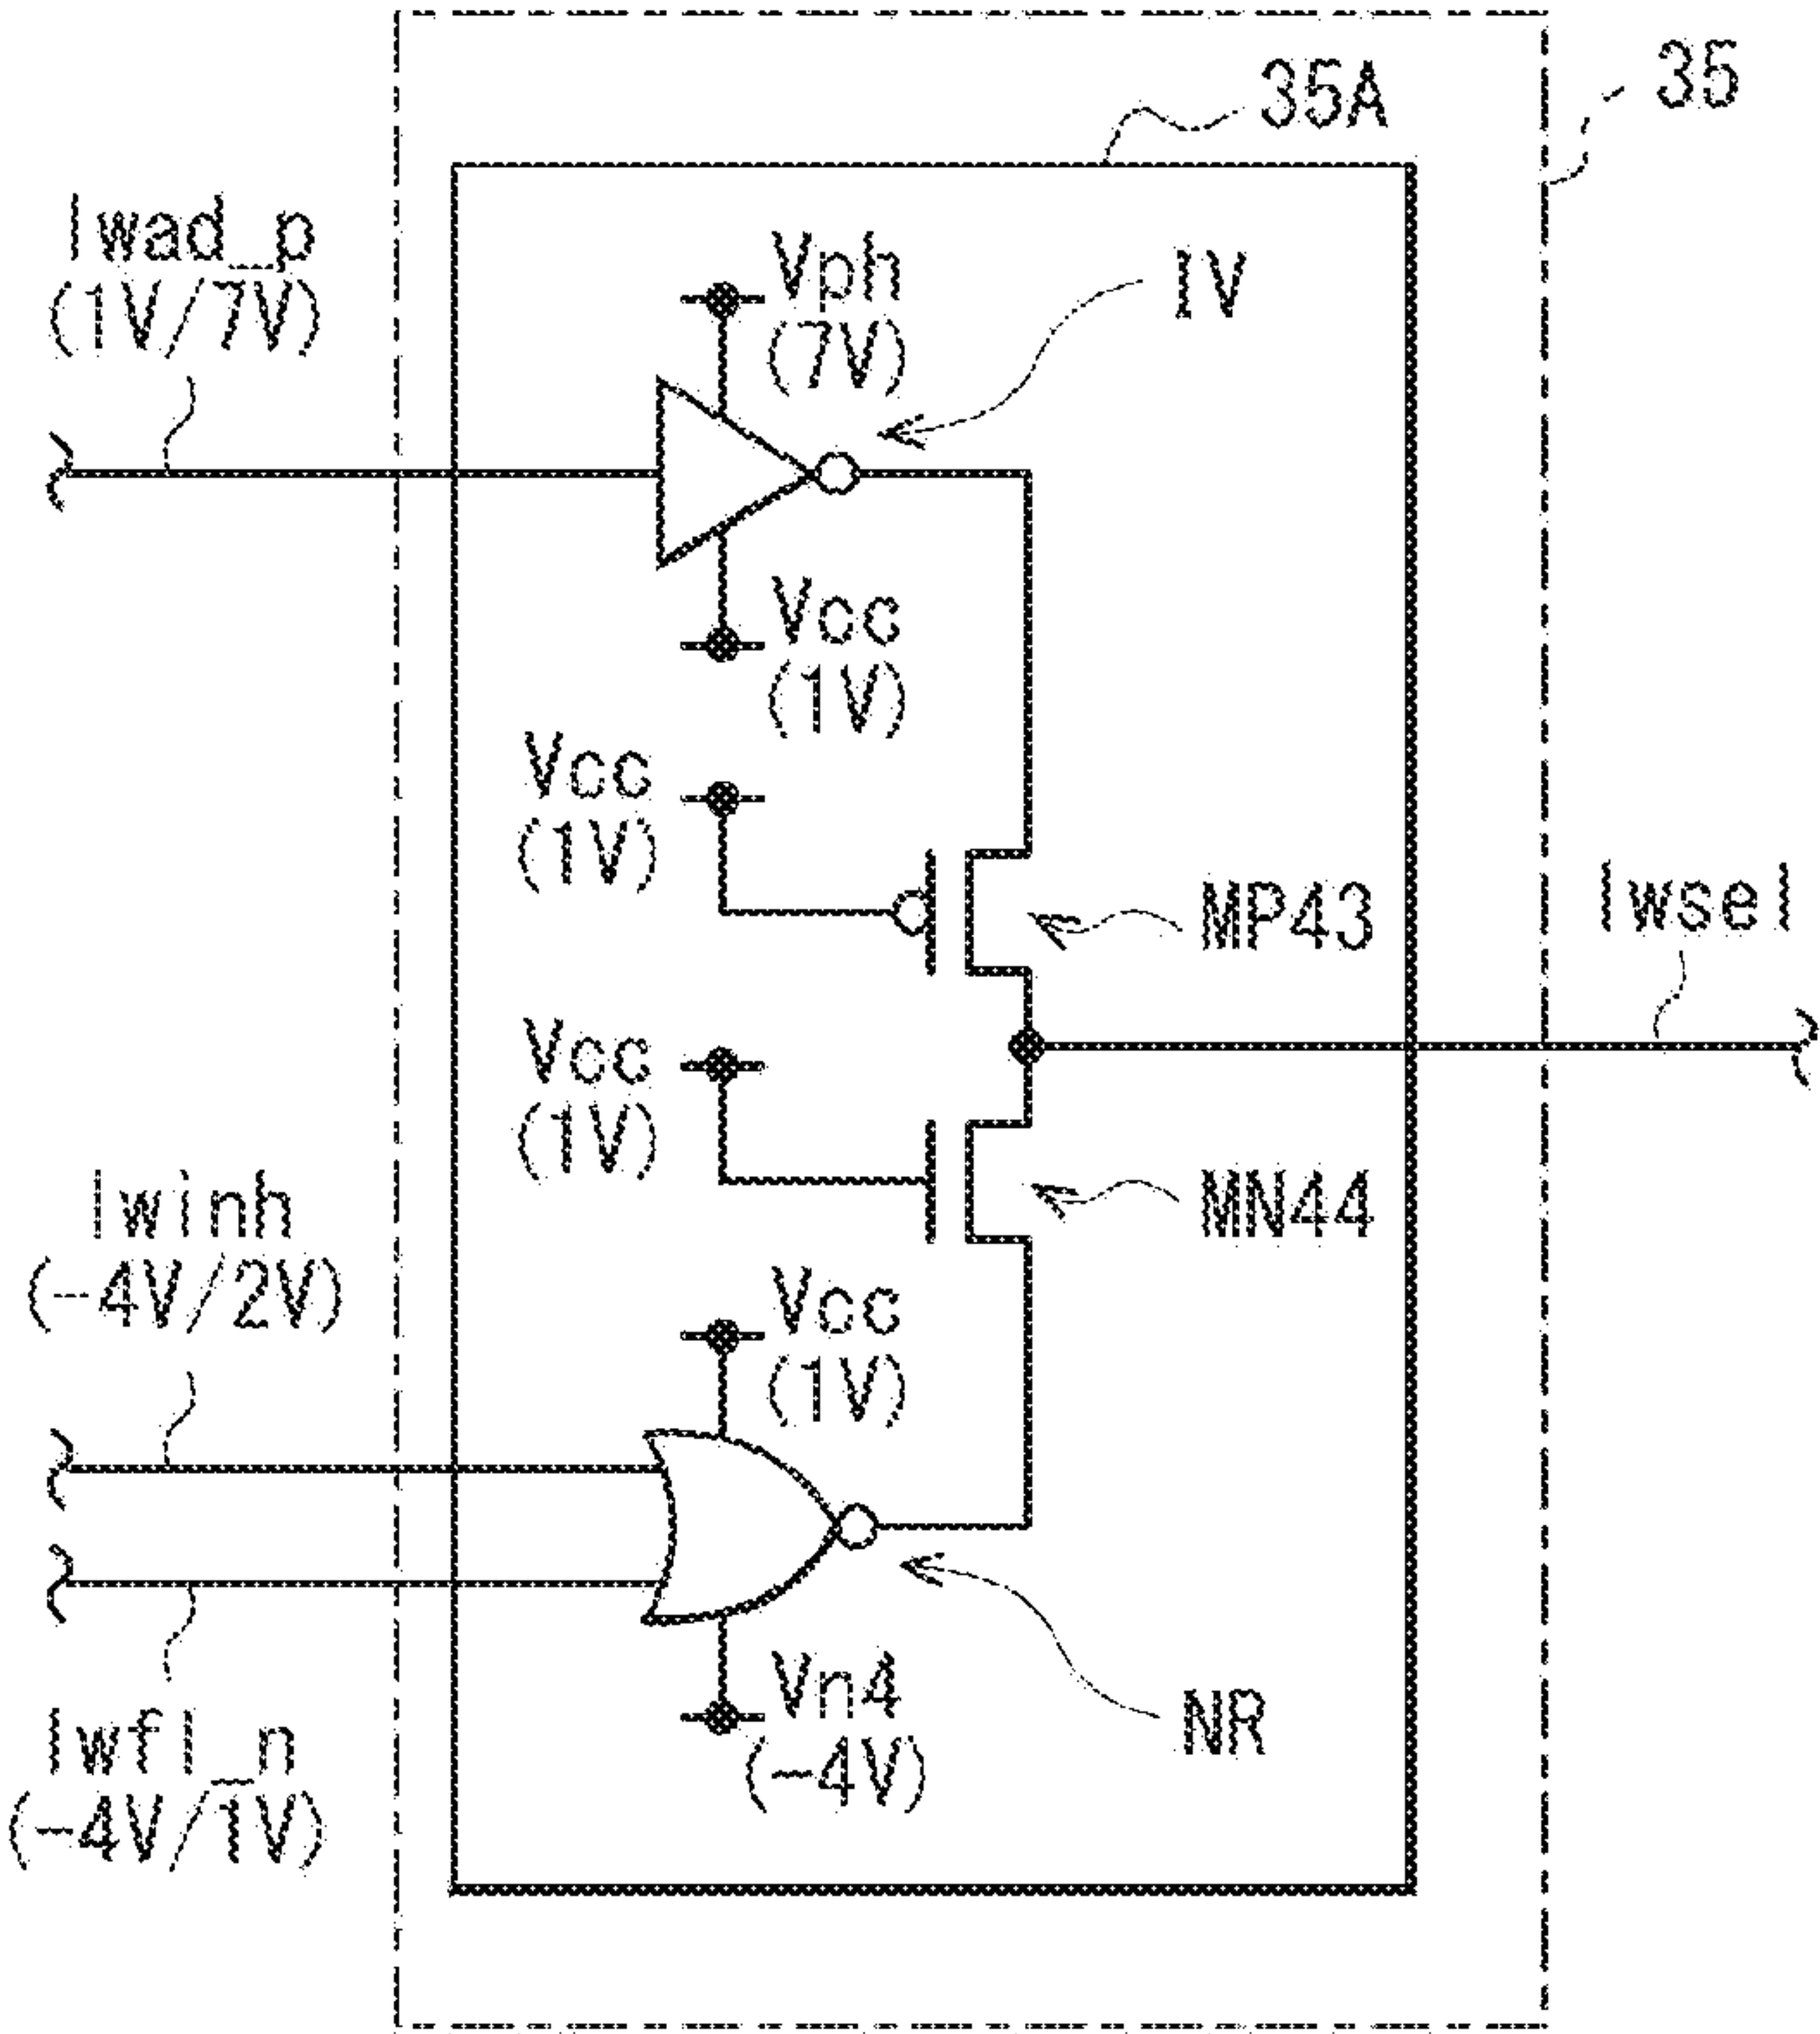 35
35A
lwad_p
(1V/7V)
Vph
(7V)
IV
Vcc
(1V)
Vcc
(1V)
MP43
lwsel
Vcc
(1V)
MN44
lwinh
(-4V/2V)
Vcc
(1V)
lwfl_n
(-4V/1V)
Vn4
(-4V)
NR